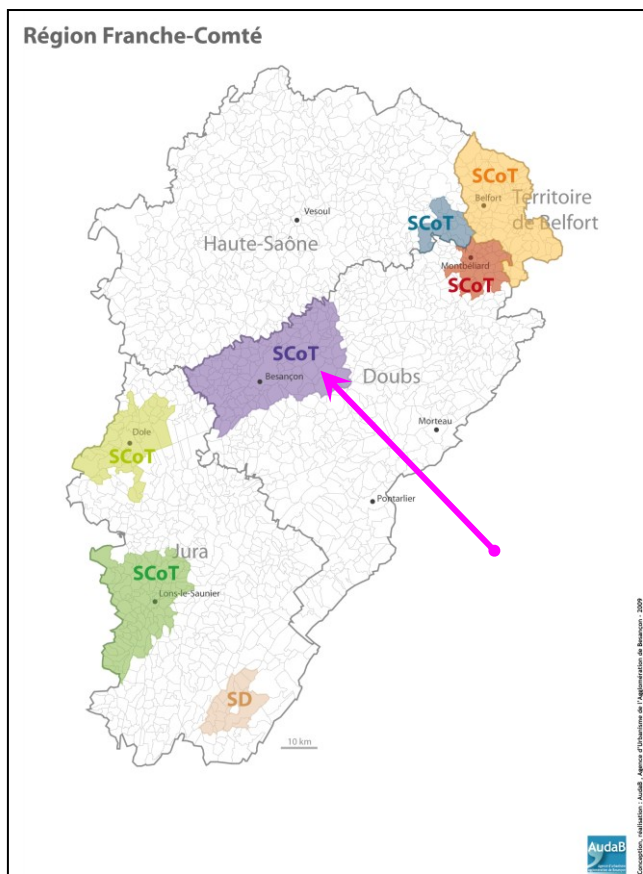 Région Franche-Comté
SCoT
Belfort
Territoire
de Belfort
SCoT
Vesoul
Haute-Saône
Montbéliard
SCoT
SCoT
Besançon
Doubs
Dole
SCoT
Morteau
Pontarlier
Jura
SCoT
Lons-le-Saunier
SD
10 km
Conception, réalisation : AudaB , Agence d'Urbanisme de l'Agglomération de Besançon - 2009
AudaB